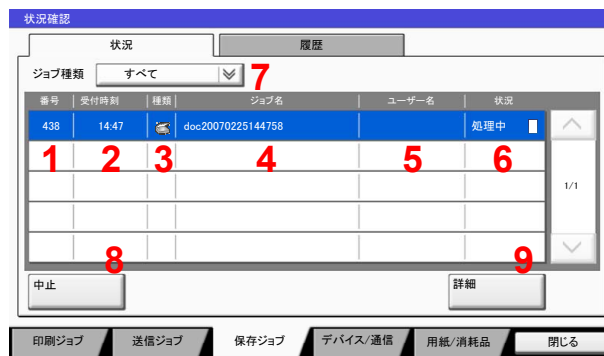 状況確認
状況 履歴
ジョブ種類 すべて 7
番号 受付時刻 種類 ジョブ名 ユーザー名 状況
438 14:47 doc20070225144758 処理中
1 2 3 4 5 6
1/1
8 9
中止 詳細
印刷ジョブ 送信ジョブ 保存ジョブ デバイス/通信 用紙/消耗品 閉じる